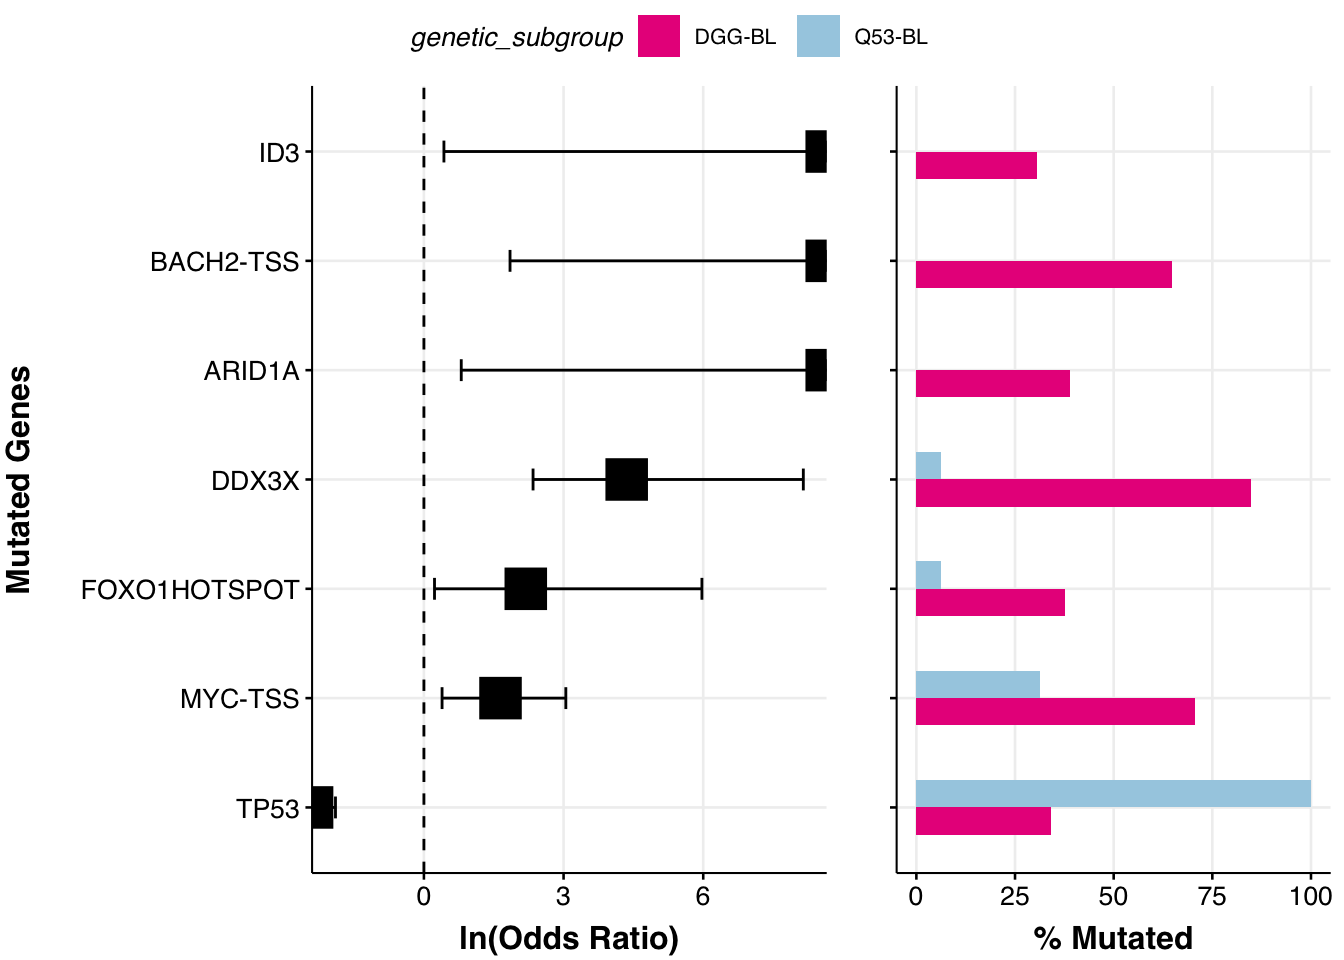 genetic_subgroup DGG-BL Q53-BL
Mutated Genes
ID3
BACH2-TSS
ARID1A
DDX3X
FOXO1HOTSPOT
MYC-TSS
TP53
0 3 6
0 25 50 75 100
ln(Odds Ratio)
% Mutated